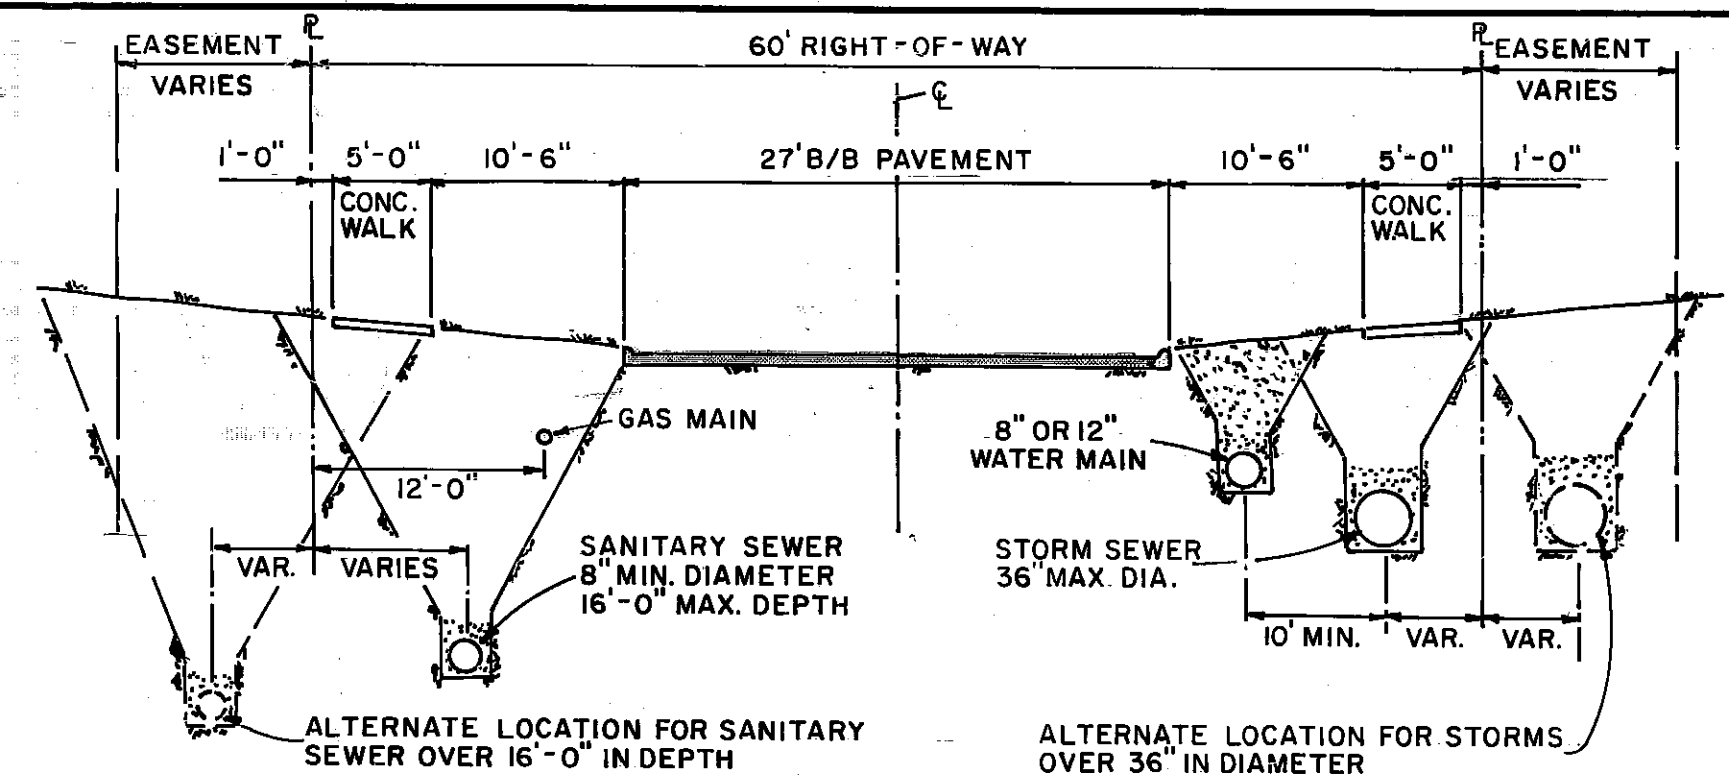 PL
PL
EASEMENT
VARIES
60' RIGHT-OF-WAY
EASEMENT
VARIES
CL
1'-0"
5'-0"
10'-6"
27' B/B PAVEMENT
10'-6"
5'-0"
1'-0"
CONC.
WALK
CONC.
WALK
GAS MAIN
12'-0"
8" OR 12"
WATER MAIN
VAR.
VARIES
SANITARY SEWER
8" MIN. DIAMETER
16'-0" MAX. DEPTH
STORM SEWER
36" MAX. DIA.
10' MIN.
VAR.
VAR.
ALTERNATE LOCATION FOR SANITARY
SEWER OVER 16'-0" IN DEPTH
ALTERNATE LOCATION FOR STORMS
OVER 36" IN DIAMETER